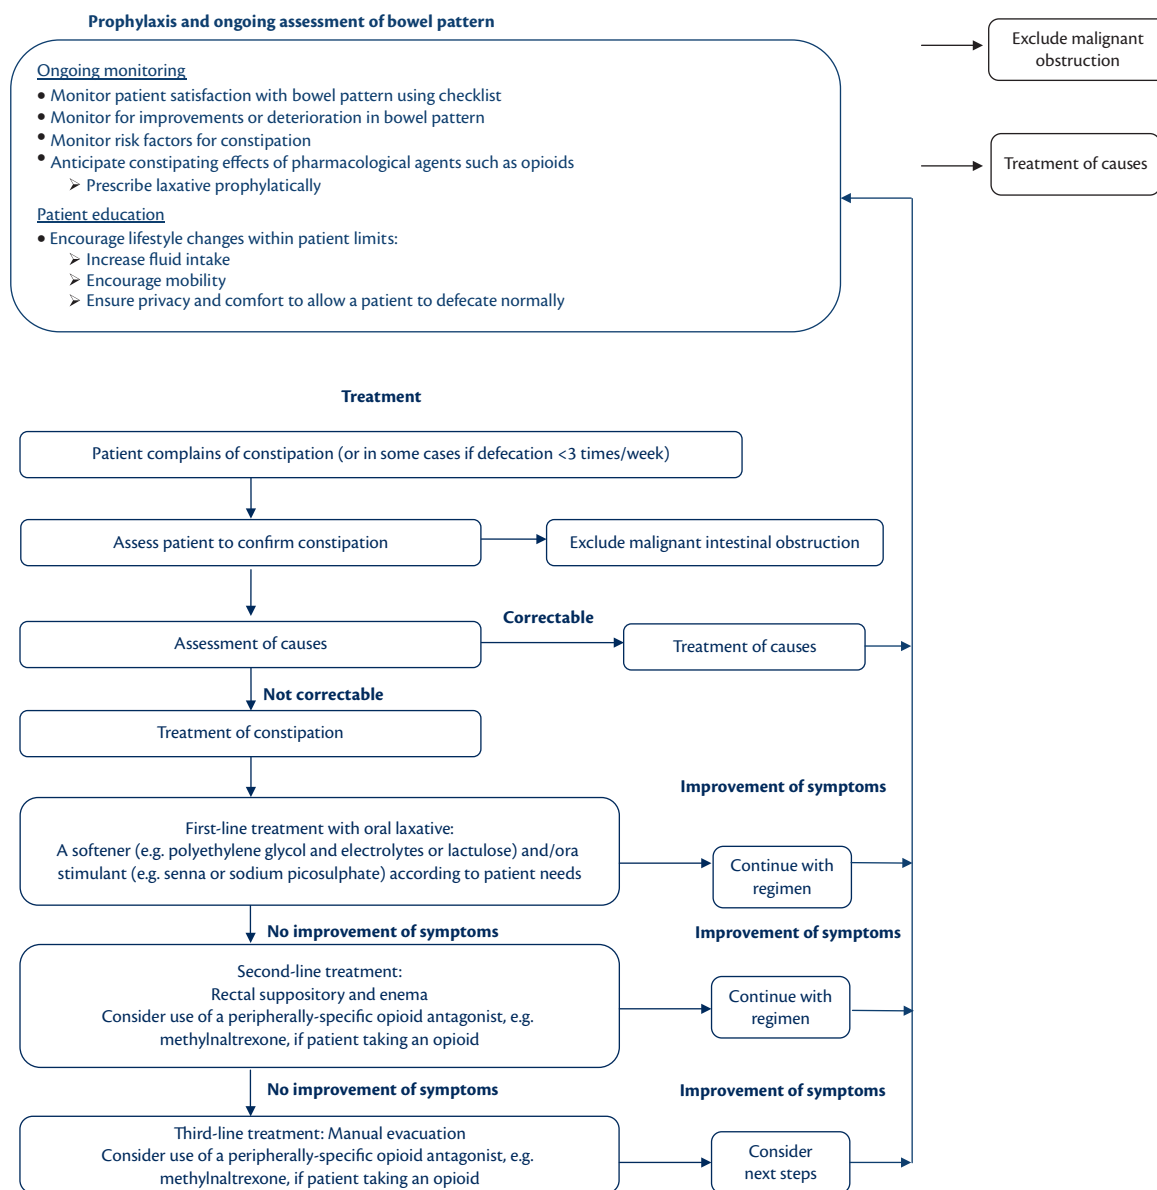 Prophylaxis and ongoing assessment of bowel pattern
Ongoing monitoring
• Monitor patient satisfaction with bowel pattern using checklist
• Monitor for improvements or deterioration in bowel pattern
• Monitor risk factors for constipation
• Anticipate constipating effects of pharmacological agents such as opioids
➢ Prescribe laxative prophylatically
Patient education
• Encourage lifestyle changes within patient limits:
➢ Increase fluid intake
➢ Encourage mobility
➢ Ensure privacy and comfort to allow a patient to defecate normally
Exclude malignant
obstruction
Treatment of causes
Treatment
Patient complains of constipation (or in some cases if defecation <3 times/week)
Assess patient to confirm constipation
Exclude malignant intestinal obstruction
Assessment of causes
Correctable
Treatment of causes
Not correctable
Treatment of constipation
First-line treatment with oral laxative:
A softener (e.g. polyethylene glycol and electrolytes or lactulose) and/ora
stimulant (e.g. senna or sodium picosulphate) according to patient needs
Improvement of symptoms
Continue with
regimen
No improvement of symptoms
Second-line treatment:
Rectal suppository and enema
Consider use of a peripherally-specific opioid antagonist, e.g.
methylnaltrexone, if patient taking an opioid
Improvement of symptoms
Continue with
regimen
No improvement of symptoms
Third-line treatment: Manual evacuation
Consider use of a peripherally-specific opioid antagonist, e.g.
methylnaltrexone, if patient taking an opioid
Improvement of symptoms
Consider
next steps